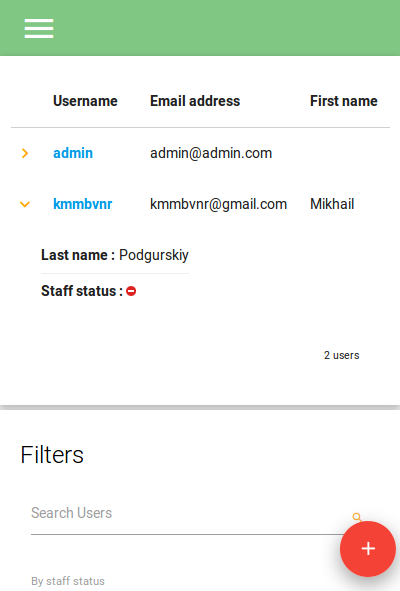 Username Email address First name
admin admin@admin.com
kmmbvnr kmmbvnr@gmail.com Mikhail
Last name : Podgurskiy
Staff status :
2 users
Filters
Search Users
By staff status